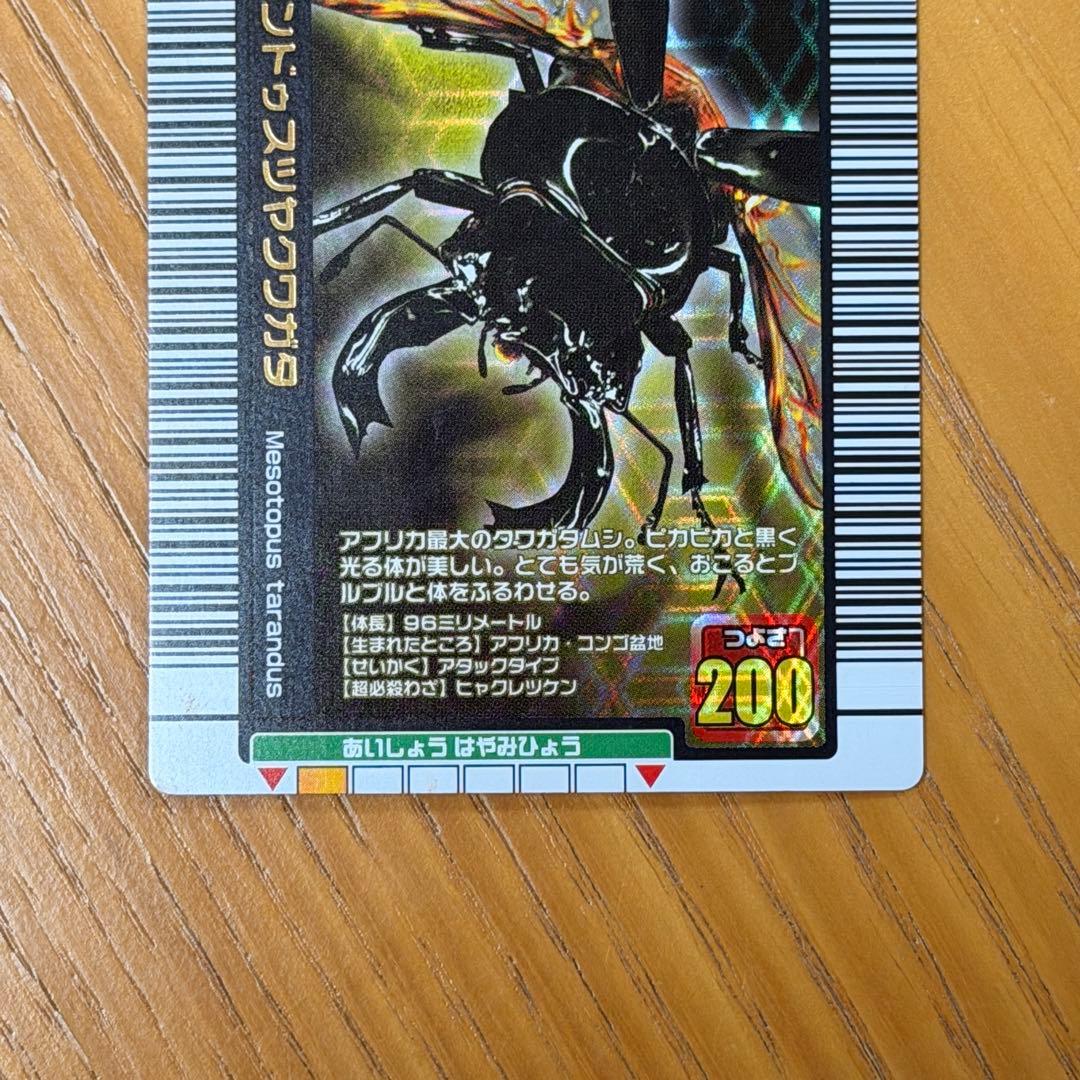 ンドゥスツヤクワガタ
Mesotopus tarandus
アフリカ最大のクワガタムシ。ピカピカと黒く
光る体が美しい。とても気が荒く、おこるとブ
ルブルと体をふるわせる。
【体長】96ミリメートル
【生まれたところ】アフリカ・コンゴ盆地
【せいかく】アタックタイプ
【超必殺わざ】ヒャクレツケン
つよさ
200
あいしょう はやみひょう